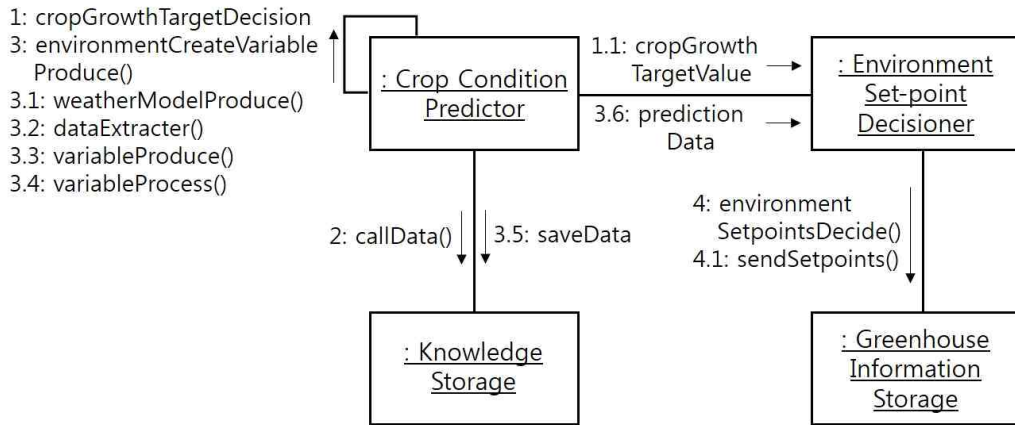 1: cropGrowthTargetDecision
3: environmentCreateVariable
Produce()
3.1: weatherModelProduce()
3.2: dataExtracter()
3.3: variableProduce()
3.4: variableProcess()
: Crop Condition
Predictor
1.1: cropGrowth
TargetValue
3.6: prediction
Data
: Environment
Set-point
Decisioner
2: callData()
3.5: saveData
4: environment
SetpointsDecide()
4.1: sendSetpoints()
: Knowledge
Storage
: Greenhouse
Information
Storage